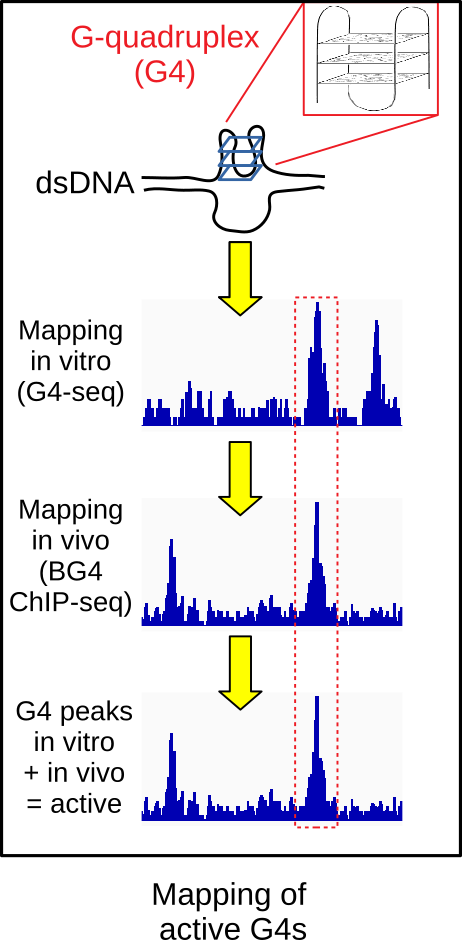 G-quadruplex
(G4)
dsDNA
Mapping
in vitro
(G4-seq)
Mapping
in vivo
(BG4
ChIP-seq)
G4 peaks
in vitro
+ in vivo
= active
Mapping of
active G4s